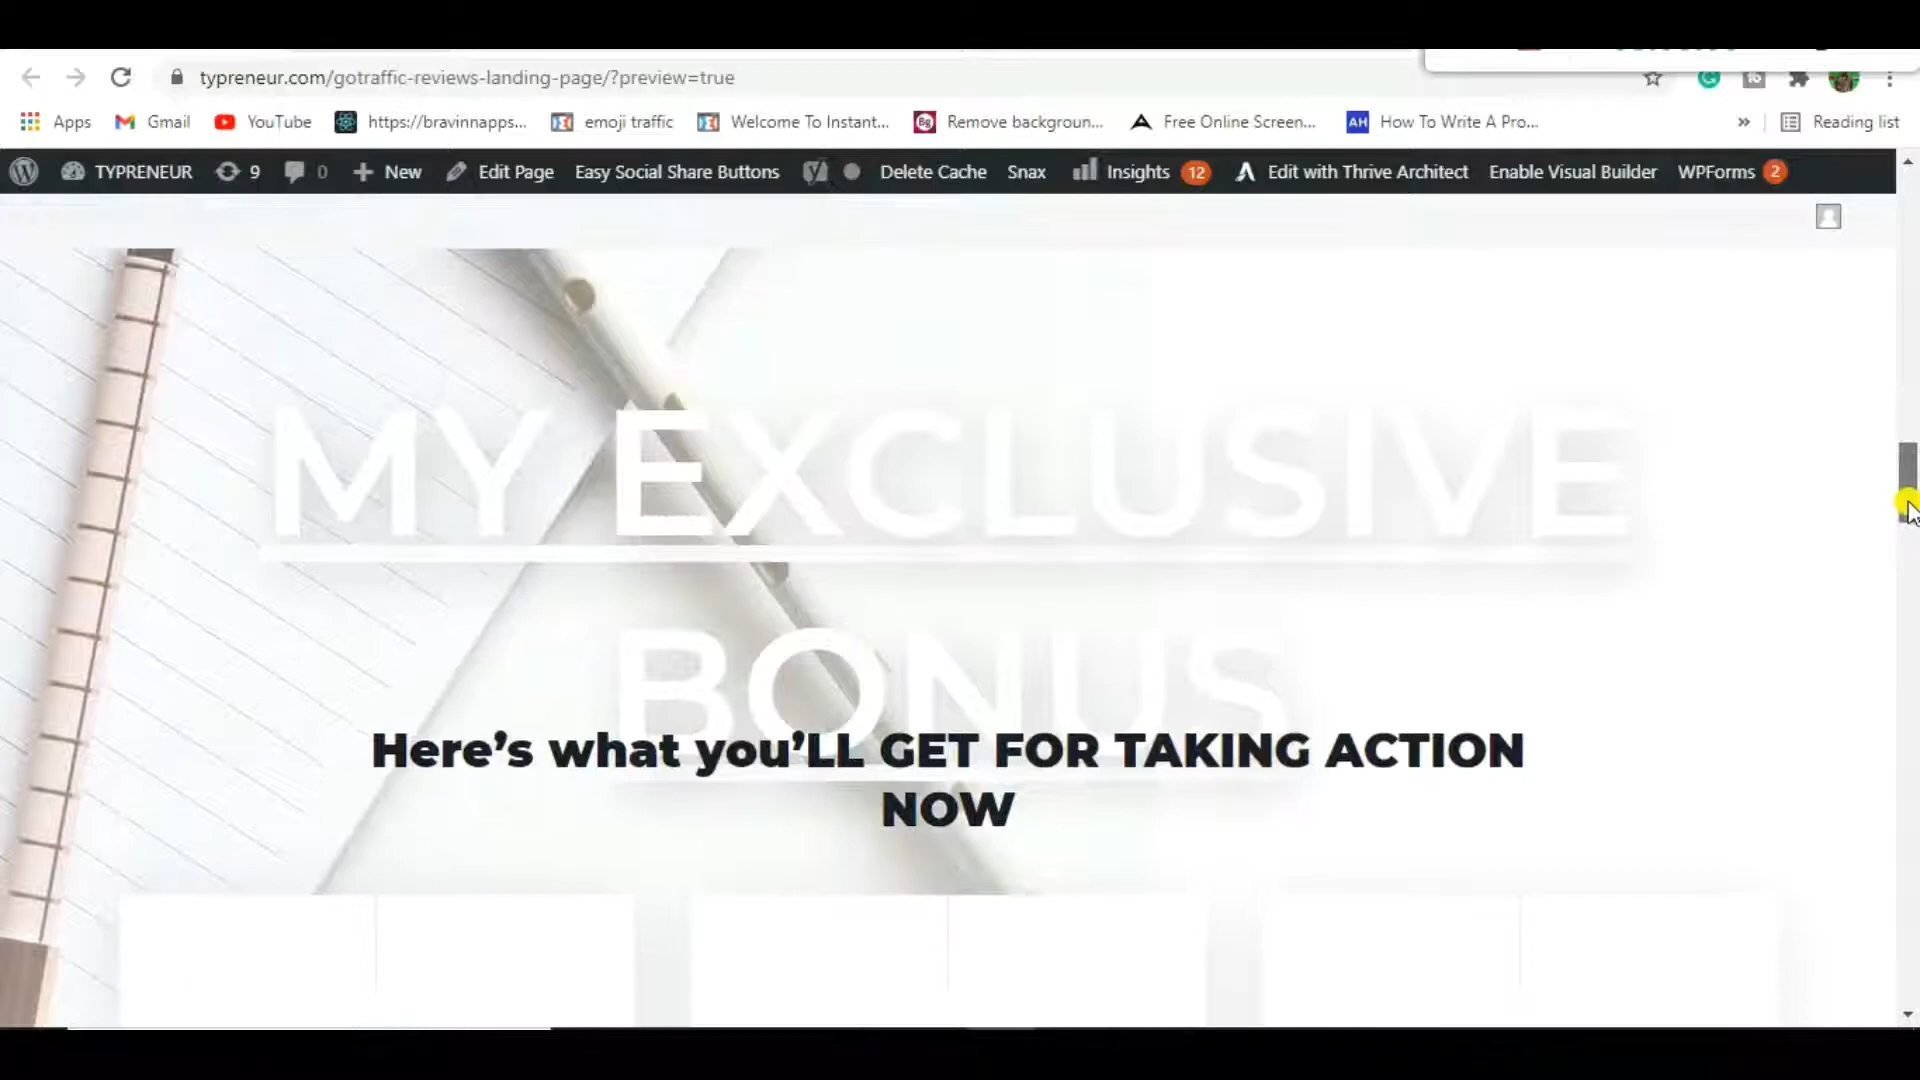 typreneur.com/gotraffic-reviews-landing-page/?preview=true
Apps Gmail YouTube https://bravinnapps... emoji traffic Welcome To Instant... Remove backgroun... Free Online Screen... AH How To Write A Pro... » Reading list
TYPRENEUR 9 0 New Edit Page Easy Social Share Buttons Delete Cache Snax Insights 12 Edit with Thrive Architect Enable Visual Builder WPForms 2
MY EXCLUSIVE
BONUS
Here’s what you’LL GET FOR TAKING ACTION
NOW